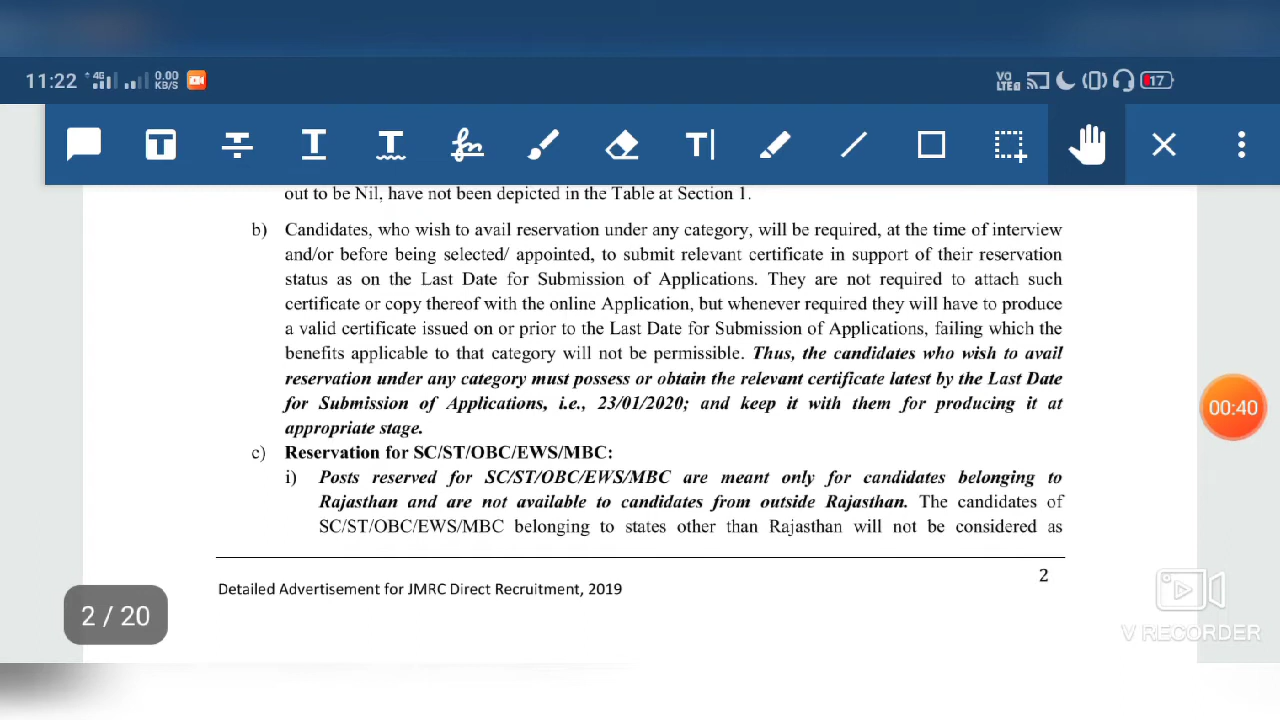 11:22 4G 0.00 KB/S VO LTE 17
T T T T|
out to be Nil, have not been depicted in the Table at Section 1.
b) Candidates, who wish to avail reservation under any category, will be required, at the time of interview
and/or before being selected/ appointed, to submit relevant certificate in support of their reservation
status as on the Last Date for Submission of Applications. They are not required to attach such
certificate or copy thereof with the online Application, but whenever required they will have to produce
a valid certificate issued on or prior to the Last Date for Submission of Applications, failing which the
benefits applicable to that category will not be permissible. Thus, the candidates who wish to avail
reservation under any category must possess or obtain the relevant certificate latest by the Last Date
for Submission of Applications, i.e., 23/01/2020; and keep it with them for producing it at
appropriate stage.
00:40
c) Reservation for SC/ST/OBC/EWS/MBC:
i) Posts reserved for SC/ST/OBC/EWS/MBC are meant only for candidates belonging to
Rajasthan and are not available to candidates from outside Rajasthan. The candidates of
SC/ST/OBC/EWS/MBC belonging to states other than Rajasthan will not be considered as
2
Detailed Advertisement for JMRC Direct Recruitment, 2019
2 / 20
V RECORDER